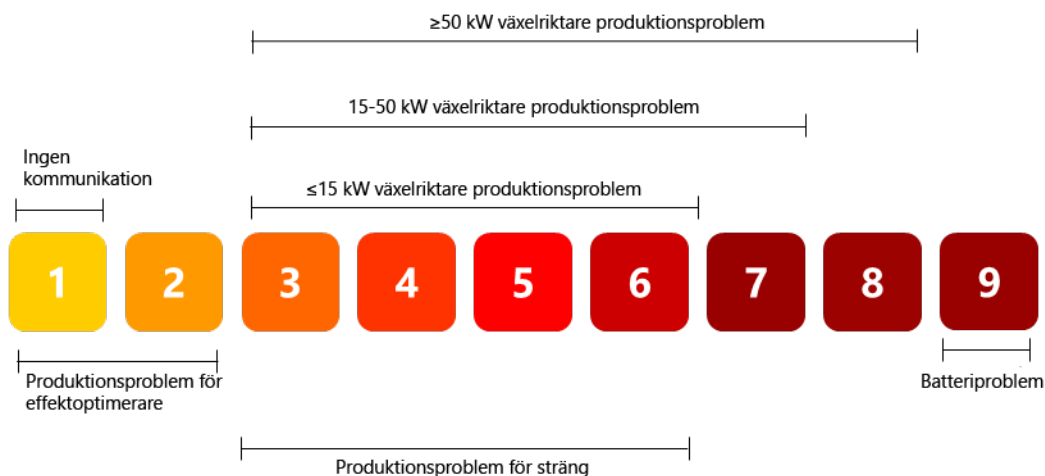 ≥50 kW växelriktare produktionsproblem
15-50 kW växelriktare produktionsproblem
Ingen
kommunikation
≤15 kW växelriktare produktionsproblem
1 2 3 4 5 6 7 8 9
Produktionsproblem för
effektoptimerare
Batteriproblem
Produktionsproblem för sträng